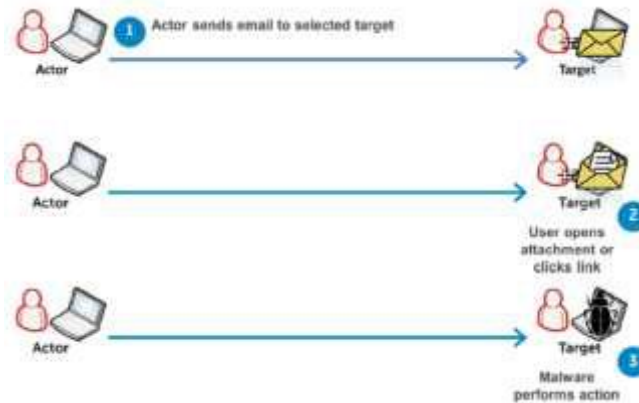 1 Actor sends email to selected target
Actor
Target
Actor
Target
2
User opens
attachment or
clicks link
Actor
Target
3
Malware
performs action